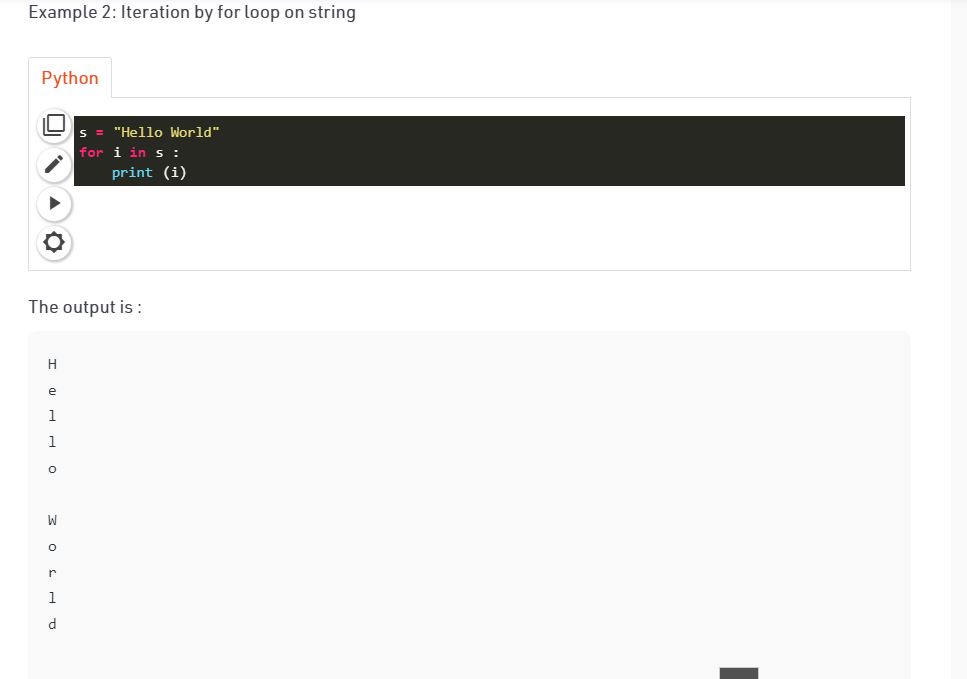 Example 2: Iteration by for loop on string
Python
s = "Hello World"
for i in s :
    print (i)
The output is :
H
e
l
l
o

W
o
r
l
d